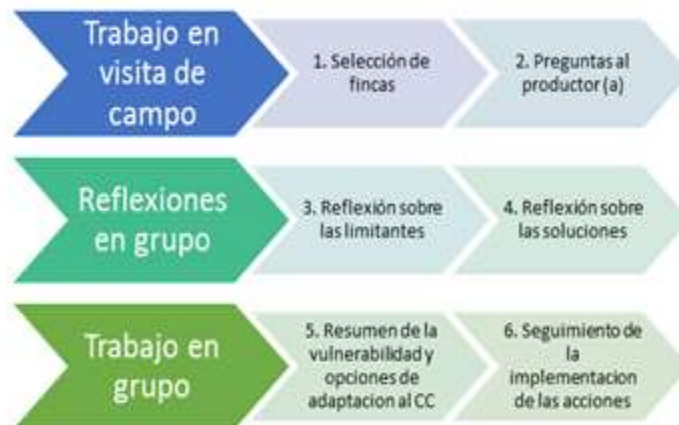 Trabajo en
visita de
campo
1. Selección de
fincas
2. Preguntas al
productor(a)
Reflexiones
en grupo
3. Reflexión sobre
las limitantes
4. Reflexión sobre
las soluciones
Trabajo en
grupo
5. Resumen de la
vulnerabilidad y
opciones de
adaptacion al CC
6. Seguimiento de
la
implementacion
de las acciones